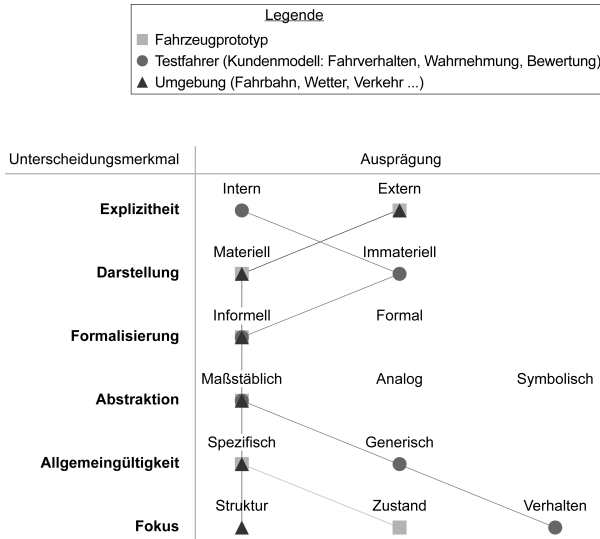 Legende
Fahrzeugprototyp
Testfahrer (Kundenmodell: Fahrverhalten, Wahrnehmung, Bewertung)
Umgebung (Fahrbahn, Wetter, Verkehr ...)
Unterscheidungsmerkmal Ausprägung
Intern Extern
Explizitheit
Materiell Immateriell
Darstellung
Informell Formal
Formalisierung
Maßstäblich Analog Symbolisch
Abstraktion
Spezifisch Generisch
Allgemeingültigkeit
Struktur Zustand Verhalten
Fokus